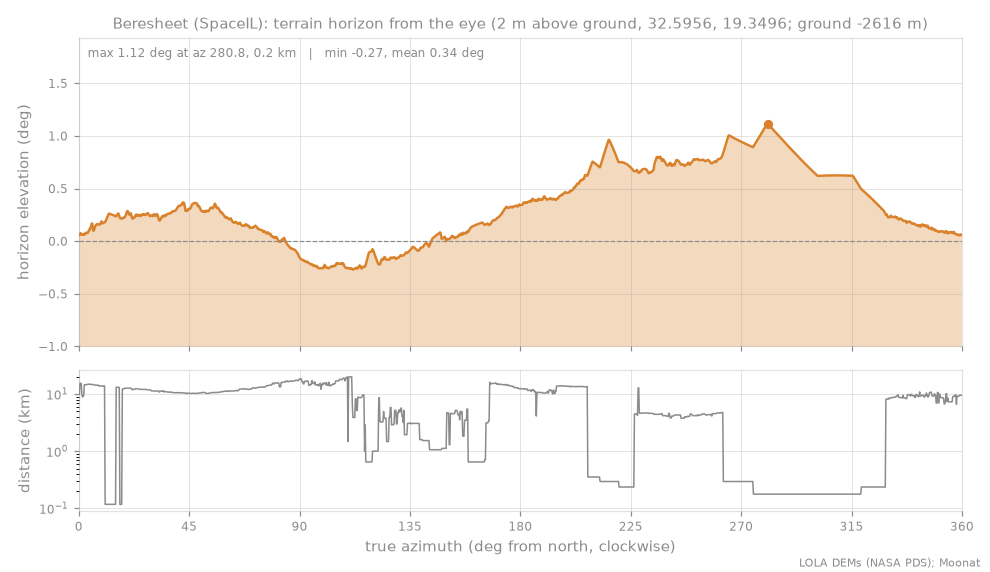 Beresheet (SpaceIL): terrain horizon from the eye (2 m above ground, 32.5956, 19.3496; ground -2616 m)
max 1.12 deg at az 280.8, 0.2 km | min -0.27, mean 0.34 deg
horizon elevation (deg)
1.5
1.0
0.5
0.0
−0.5
−1.0
distance (km)
10¹
10⁰
10⁻¹
0 45 90 135 180 225 270 315 360
true azimuth (deg from north, clockwise)
LOLA DEMs (NASA PDS); Moonat